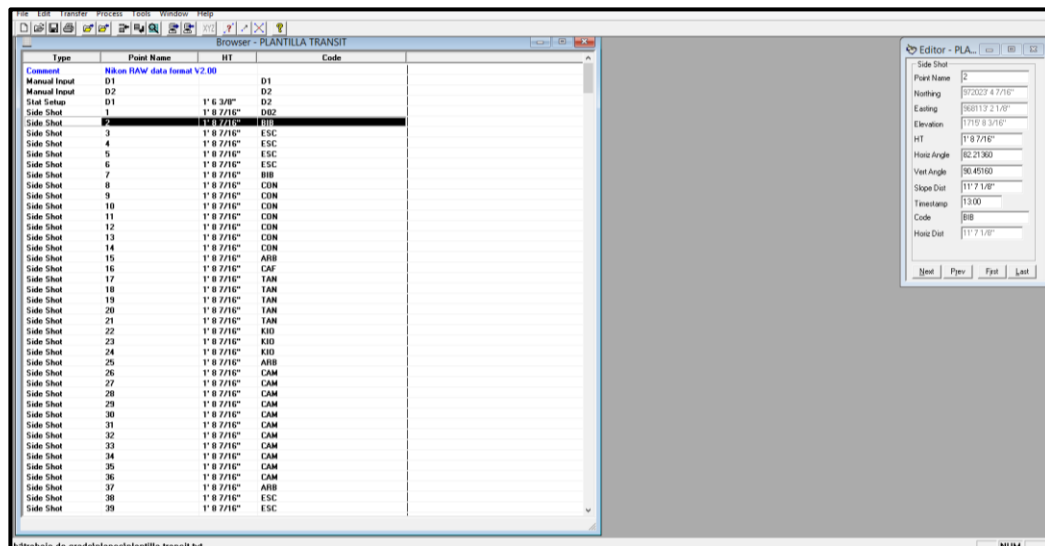 File Edit Transfer Process Tools Window Help
XYZ
Browser - PLANTILLA TRANSIT
Type Point Name HT Code
Comment Nikon RAW data format V2.00
Manual Input D1 D1
Manual Input D2 D2
Stat Setup D1 1' 6 3/8" D2
Side Shot 1 1' 8 7/16" D02
Side Shot 2 1' 8 7/16" BIB
Side Shot 3 1' 8 7/16" ESC
Side Shot 4 1' 8 7/16" ESC
Side Shot 5 1' 8 7/16" ESC
Side Shot 6 1' 8 7/16" ESC
Side Shot 7 1' 8 7/16" BIB
Side Shot 8 1' 8 7/16" CON
Side Shot 9 1' 8 7/16" CON
Side Shot 10 1' 8 7/16" CON
Side Shot 11 1' 8 7/16" CON
Side Shot 12 1' 8 7/16" CON
Side Shot 13 1' 8 7/16" CON
Side Shot 14 1' 8 7/16" CON
Side Shot 15 1' 8 7/16" ARB
Side Shot 16 1' 8 7/16" CAF
Side Shot 17 1' 8 7/16" TAN
Side Shot 18 1' 8 7/16" TAN
Side Shot 19 1' 8 7/16" TAN
Side Shot 20 1' 8 7/16" TAN
Side Shot 21 1' 8 7/16" TAN
Side Shot 22 1' 8 7/16" KIO
Side Shot 23 1' 8 7/16" KIO
Side Shot 24 1' 8 7/16" KIO
Side Shot 25 1' 8 7/16" ARB
Side Shot 26 1' 8 7/16" CAM
Side Shot 27 1' 8 7/16" CAM
Side Shot 28 1' 8 7/16" CAM
Side Shot 29 1' 8 7/16" CAM
Side Shot 30 1' 8 7/16" CAM
Side Shot 31 1' 8 7/16" CAM
Side Shot 32 1' 8 7/16" CAM
Side Shot 33 1' 8 7/16" CAM
Side Shot 34 1' 8 7/16" CAM
Side Shot 35 1' 8 7/16" CAM
Side Shot 36 1' 8 7/16" CAM
Side Shot 37 1' 8 7/16" ARB
Side Shot 38 1' 8 7/16" ESC
Side Shot 39 1' 8 7/16" ESC
Editor - PLA...
Side Shot
Point Name 2
Northing 972023' 4 7/16"
Easting 968113' 2 1/8"
Elevation 1715' 8 3/16"
HT 1' 8 7/16"
Horiz Angle 82.21360
Vert Angle 90.45160
Slope Dist 11' 7 1/8"
Timestamp 13:00
Code BIB
Horiz Dist 11' 7 1/8"
Next Prev First Last
NUM